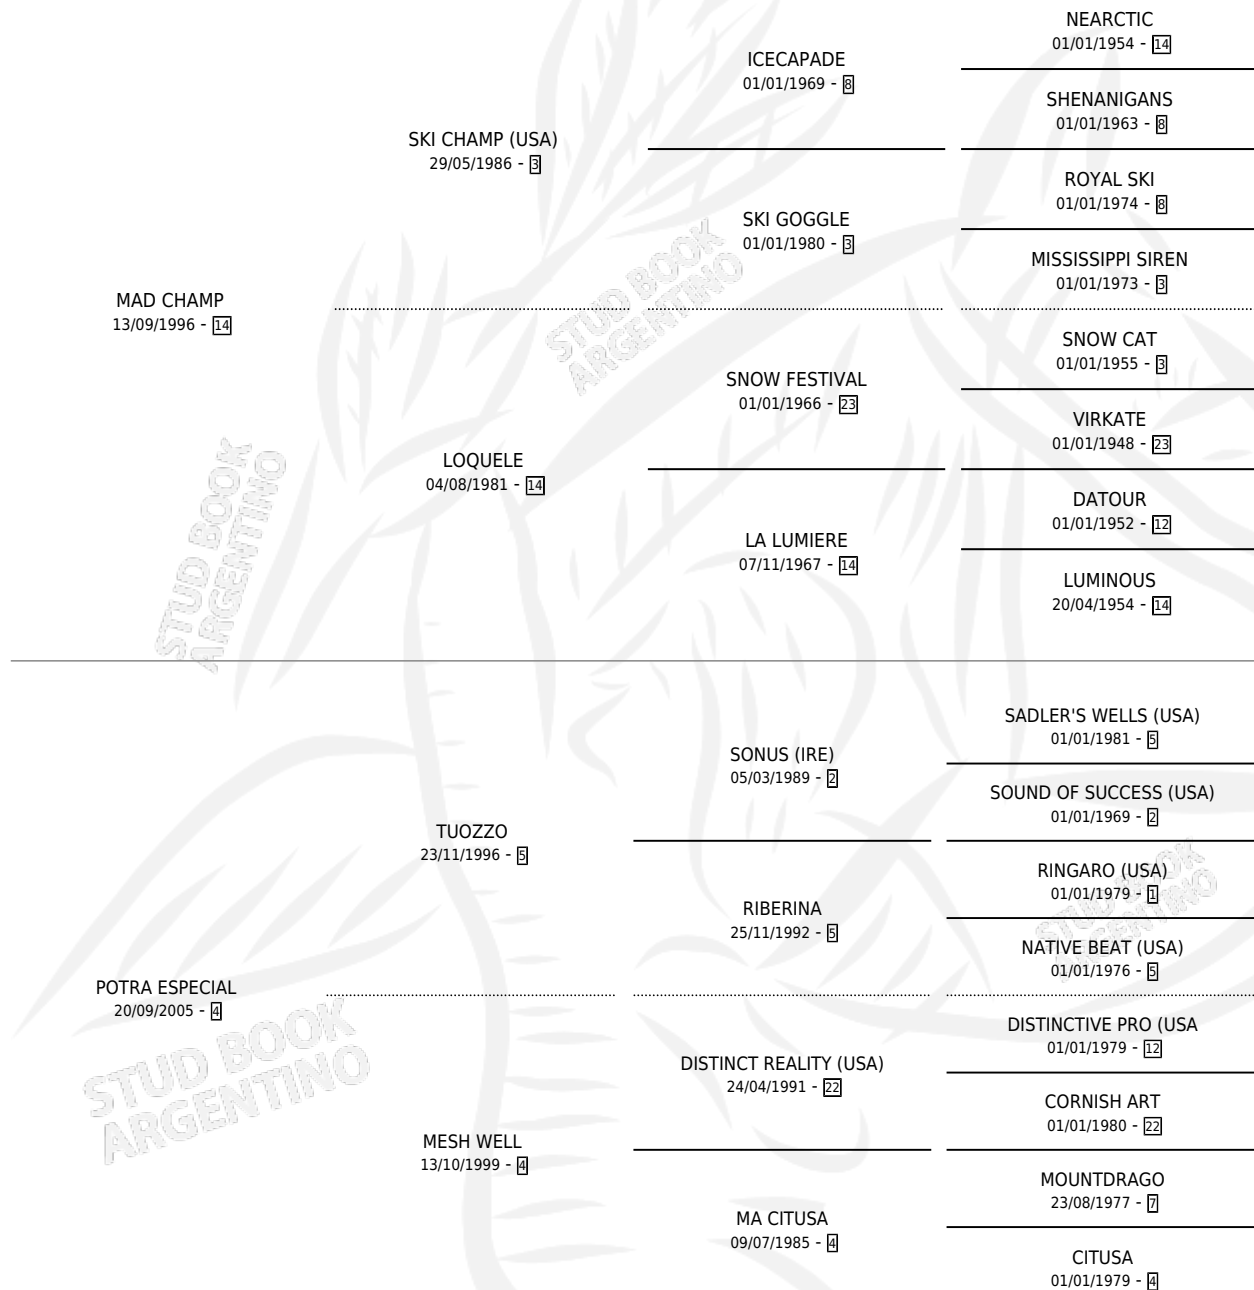 NEARCTIC
01/01/1954 - 14
ICECAPADE
01/01/1969 - 8
SHENANIGANS
01/01/1963 - 8
SKI CHAMP (USA)
29/05/1986 - 3
ROYAL SKI
01/01/1974 - 8
SKI GOGGLE
01/01/1980 - 3
MISSISSIPPI SIREN
01/01/1973 - 3
MAD CHAMP
13/09/1996 - 14
STUD BOOK
ARGENTINO
SNOW CAT
01/01/1955 - 3
SNOW FESTIVAL
01/01/1966 - 23
VIRKATE
01/01/1948 - 23
LOQUELE
04/08/1981 - 14
DATOUR
01/01/1952 - 12
LA LUMIERE
07/11/1967 - 14
LUMINOUS
20/04/1954 - 14
STUD BOOK
ARGENTINO
SADLER'S WELLS (USA)
01/01/1981 - 5
SONUS (IRE)
05/03/1989 - 2
SOUND OF SUCCESS (USA)
01/01/1969 - 2
TUOZZO
23/11/1996 - 5
RINGARO (USA)
01/01/1979 - 1
RIBERINA
25/11/1992 - 5
NATIVE BEAT (USA)
01/01/1976 - 5
STUD BOOK
ARGENTINO
POTRA ESPECIAL
20/09/2005 - 4
STUD BOOK
ARGENTINO
DISTINCTIVE PRO (USA
01/01/1979 - 12
DISTINCT REALITY (USA)
24/04/1991 - 22
CORNISH ART
01/01/1980 - 22
MESH WELL
13/10/1999 - 4
MOUNTDRAGO
23/08/1977 - 7
MA CITUSA
09/07/1985 - 4
CITUSA
01/01/1979 - 4